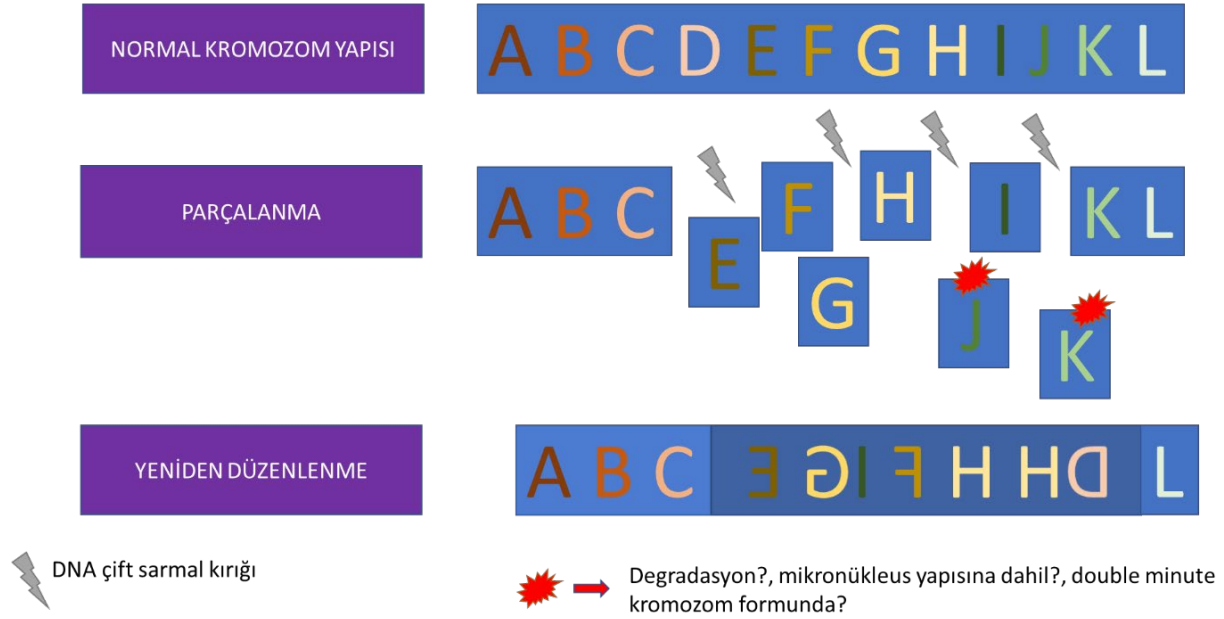 NORMAL KROMOZOM YAPISI
A B C D E F G H I J K L
PARÇALANMA
A B C E F G H I J K K L
YENİDEN DÜZENLENME
A B C E G I F H H D L
DNA çift sarmal kırığı
Degradasyon?, mikronükleus yapısına dahil?, double minute
kromozom formunda?